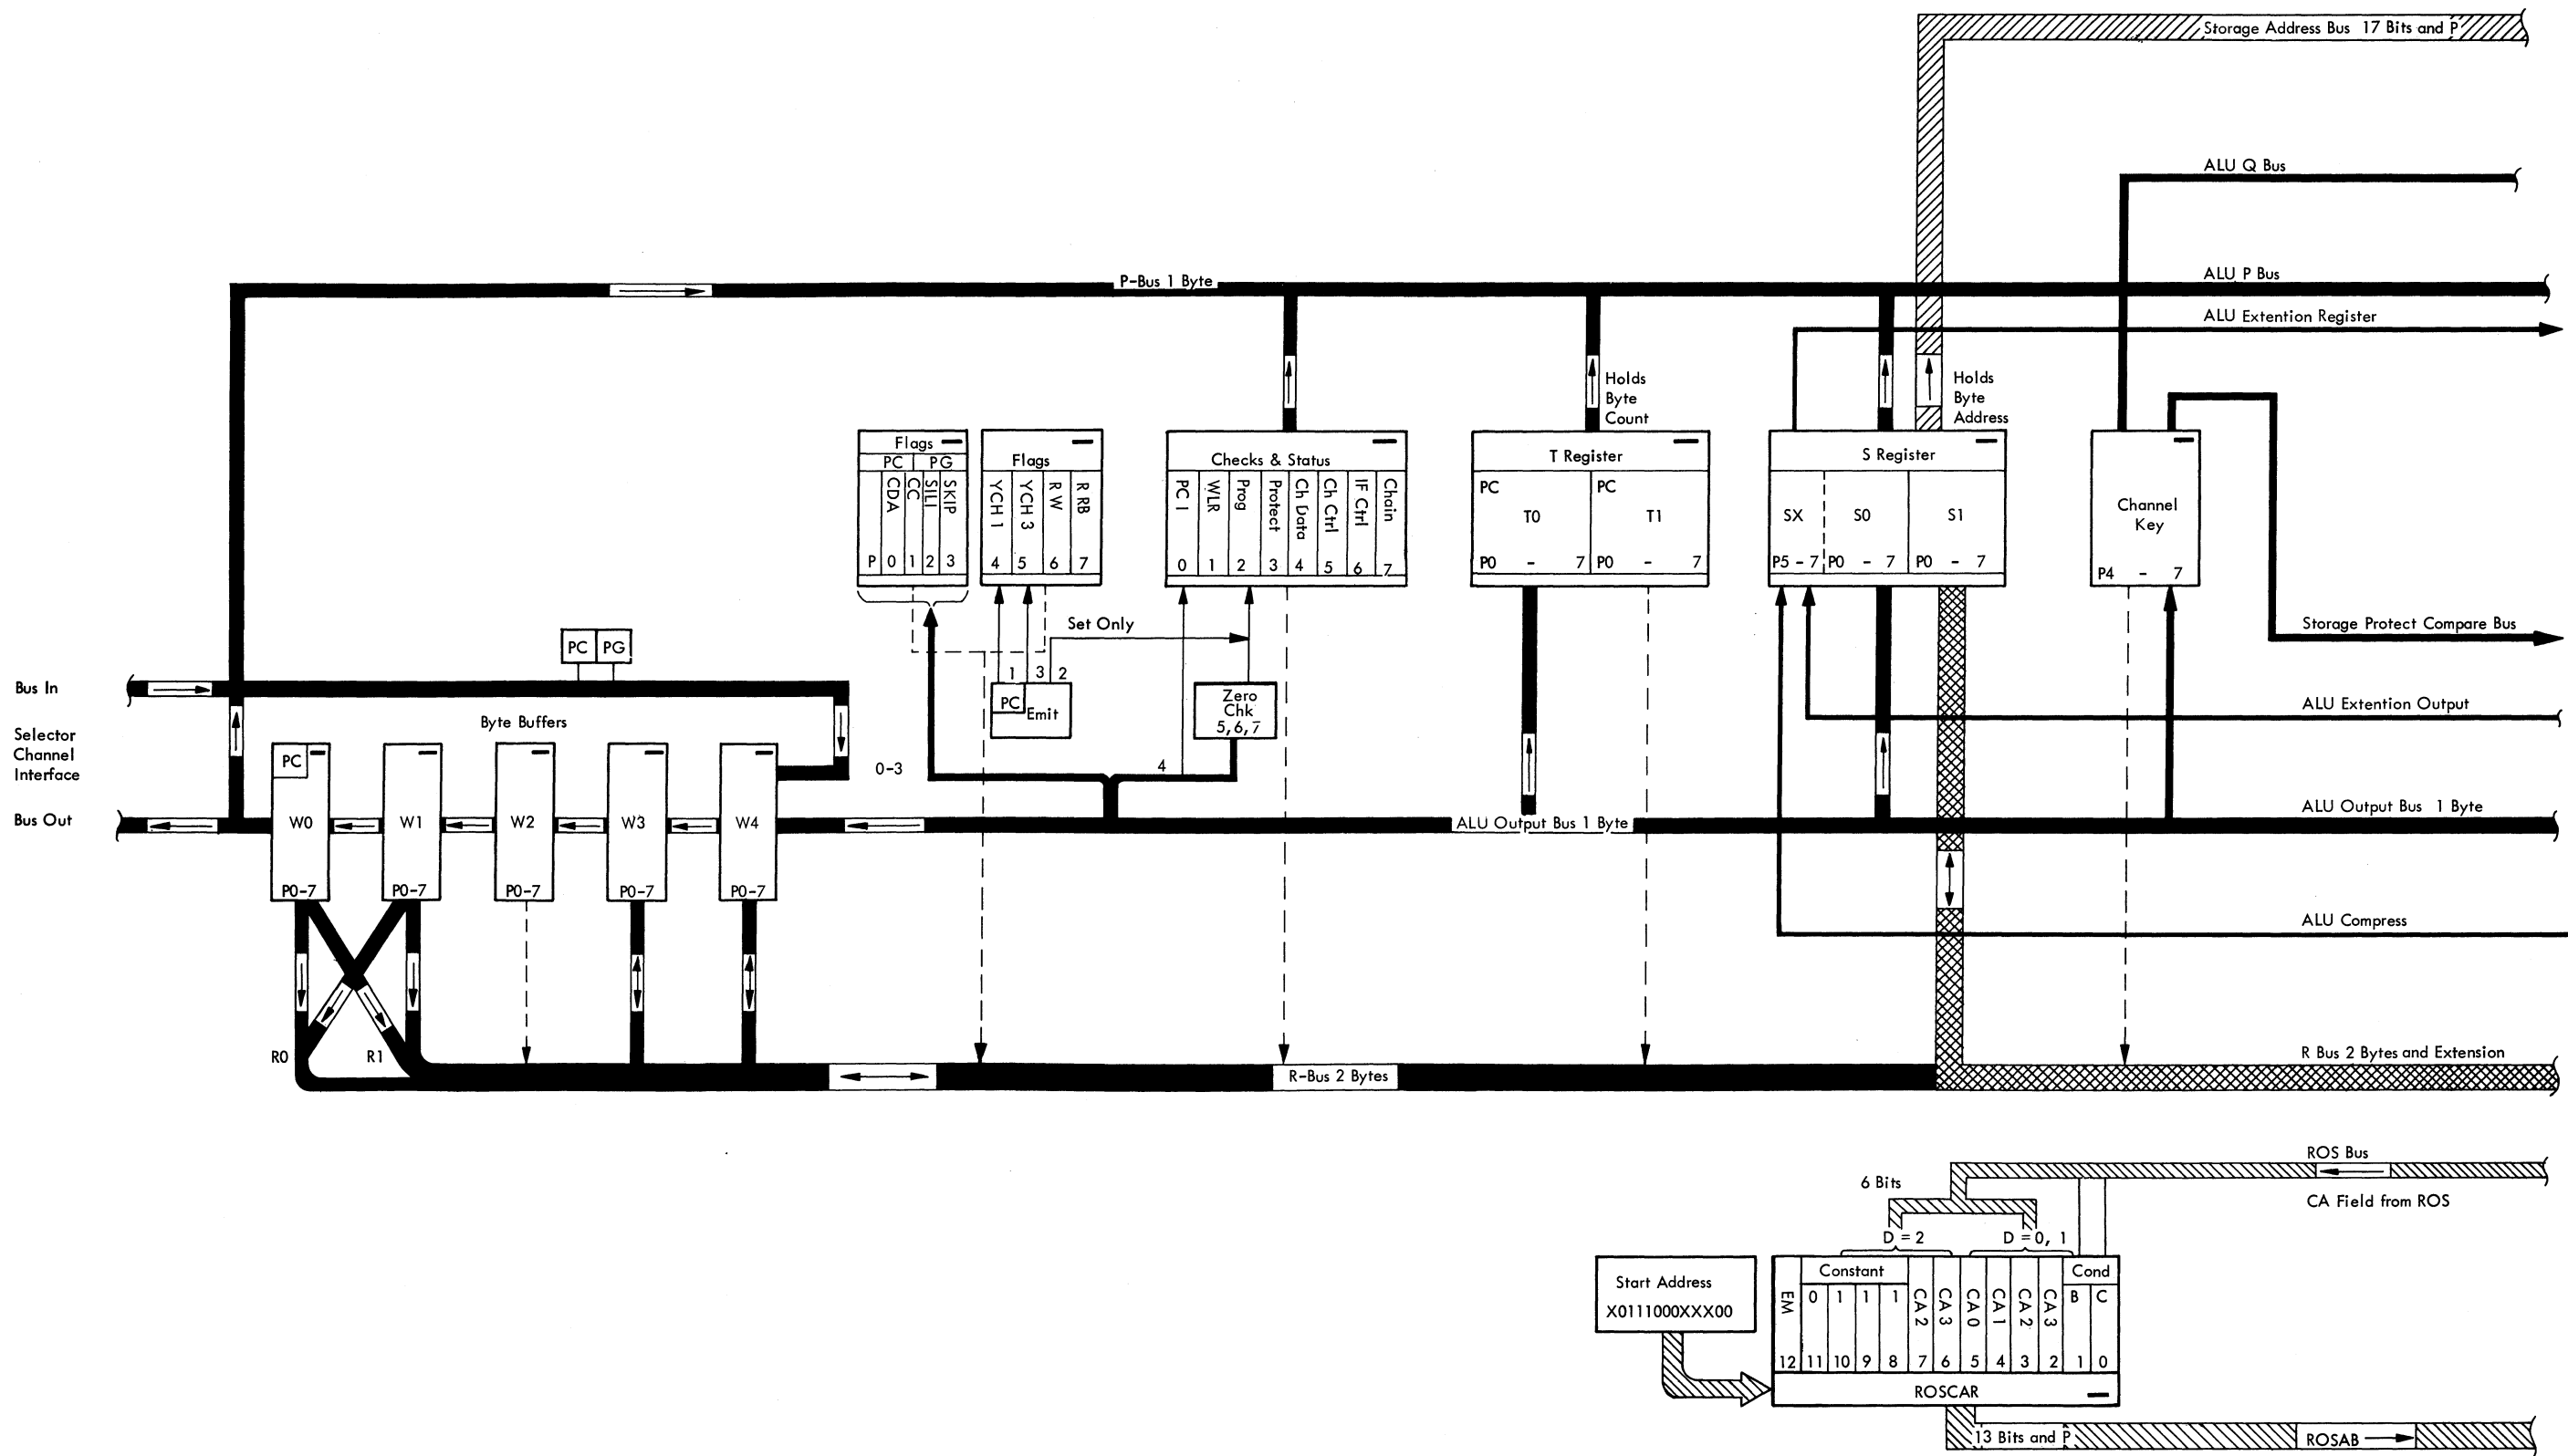 Storage Address Bus 17 Bits and P
ALU Q Bus
P-Bus 1 Byte
ALU P Bus
ALU Extention Register
Holds
Byte
Count
Holds
Byte
Address
Flags
PC PG
P
CDA
0
CC
1
SILI
2
SKIP
3
Flags
YCH 1
4
YCH 3
5
R W
6
R RB
7
Checks & Status
PC I
0
WLR
1
Prog
2
Protect
3
Ch Data
4
Ch Ctrl
5
IF Ctrl
6
Chain
7
T Register
PC PC
T0 T1
P0 - 7 P0 - 7
S Register
SX S0 S1
P5 - 7 P0 - 7 P0 - 7
Channel
Key
P4 - 7
Set Only
Storage Protect Compare Bus
PC PG
1 3 2
PC
Emit
Zero
Chk
5,6,7
Bus In
ALU Extention Output
Byte Buffers
Selector
Channel
Interface
PC
0-3
4
Bus Out
W0 W1 W2 W3 W4
ALU Output Bus 1 Byte
ALU Output Bus 1 Byte
P0-7 P0-7 P0-7 P0-7 P0-7
ALU Compress
R0 R1
R-Bus 2 Bytes
R Bus 2 Bytes and Extension
ROS Bus
6 Bits
CA Field from ROS
D = 2 D = 0, 1
Start Address
X0111000XXX00
Constant
Cond
EM 0 1 1 1 CA 2 CA 3 CA 0 CA 1 CA 2 CA 3 B C
12 11 10 9 8 7 6 5 4 3 2 1 0
ROSCAR
13 Bits and P
ROSAB